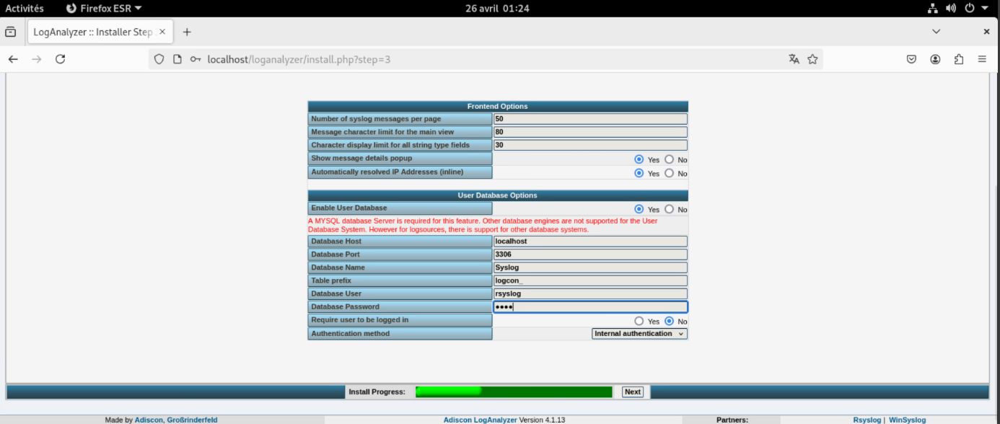 Activités Firefox ESR 26 avril 01:24
LogAnalyzer :: Installer Step
localhost/loganalyzer/install.php?step=3
Frontend Options
Number of syslog messages per page 50
Message character limit for the main view 80
Character display limit for all string type fields 30
Show message details popup Yes No
Automatically resolved IP Addresses (inline) Yes No
User Database Options
Enable User Database Yes No
A MYSQL database Server is required for this feature. Other database engines are not supported for the User
Database System. However for logsources, there is support for other database systems.
Database Host localhost
Database Port 3306
Database Name Syslog
Table prefix logcon_
Database User rsyslog
Database Password ••••
Require user to be logged in Yes No
Authentication method Internal authentication
Install Progress: Next
Made by Adiscon, Großrinderfeld Adiscon LogAnalyzer Version 4.1.13 Partners: Rsyslog | WinSyslog